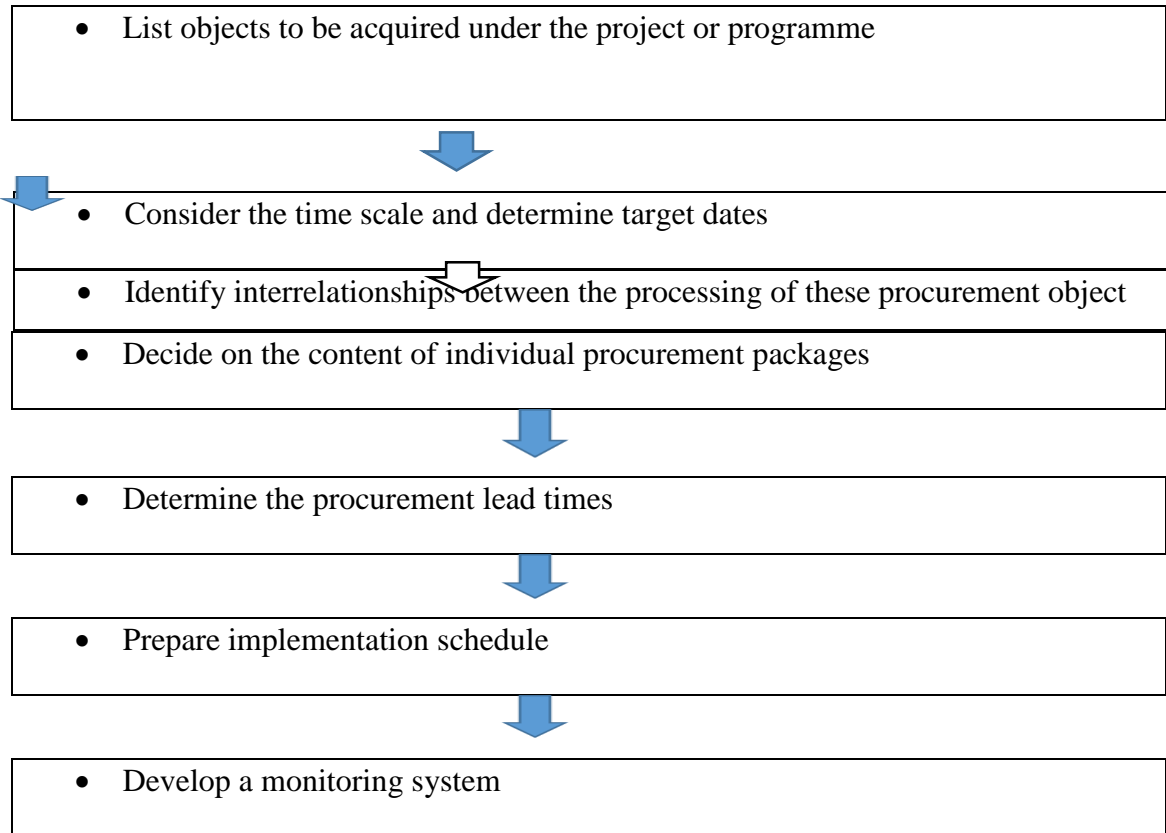 • List objects to be acquired under the project or programme
• Consider the time scale and determine target dates
• Identify interrelationships between the processing of these procurement object
• Decide on the content of individual procurement packages
• Determine the procurement lead times
• Prepare implementation schedule
• Develop a monitoring system